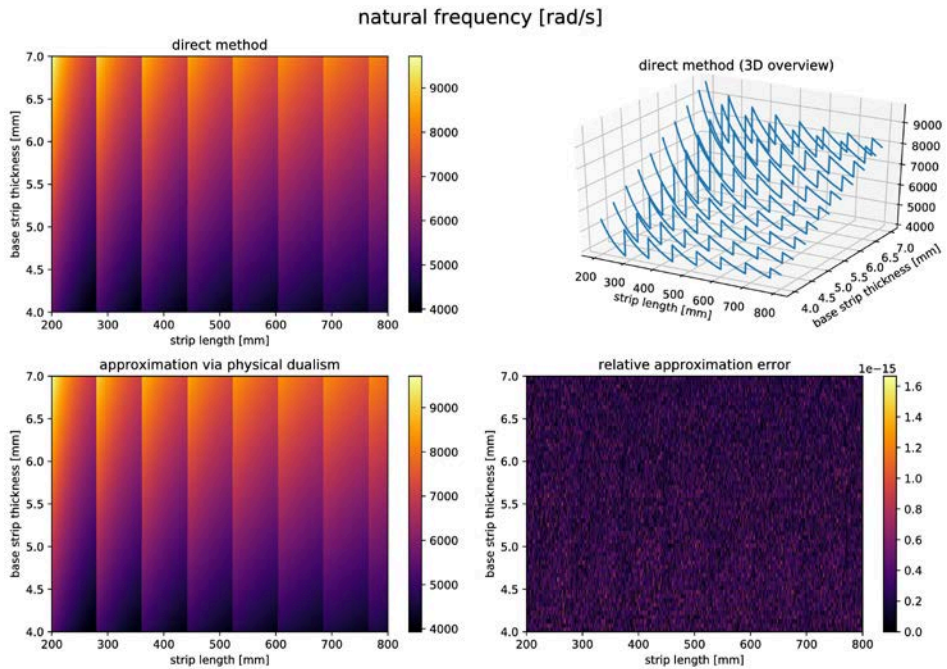 natural frequency [rad/s]
direct method
7.0
6.5
6.0
5.5
5.0
4.5
4.0
base strip thickness [mm]
200 300 400 500 600 700 800
strip length [mm]
9000
8000
7000
6000
5000
4000
direct method (3D overview)
9000
8000
7000
6000
5000
4000
200 300 400 500 600 700 800
strip length [mm]
4.0 4.5 5.0 5.5 6.0 6.5 7.0
base strip thickness [mm]
approximation via physical dualism
7.0
6.5
6.0
5.5
5.0
4.5
4.0
base strip thickness [mm]
200 300 400 500 600 700 800
strip length [mm]
9000
8000
7000
6000
5000
4000
relative approximation error
1e−15
7.0
6.5
6.0
5.5
5.0
4.5
4.0
base strip thickness [mm]
200 300 400 500 600 700 800
strip length [mm]
1.6
1.4
1.2
1.0
0.8
0.6
0.4
0.2
0.0